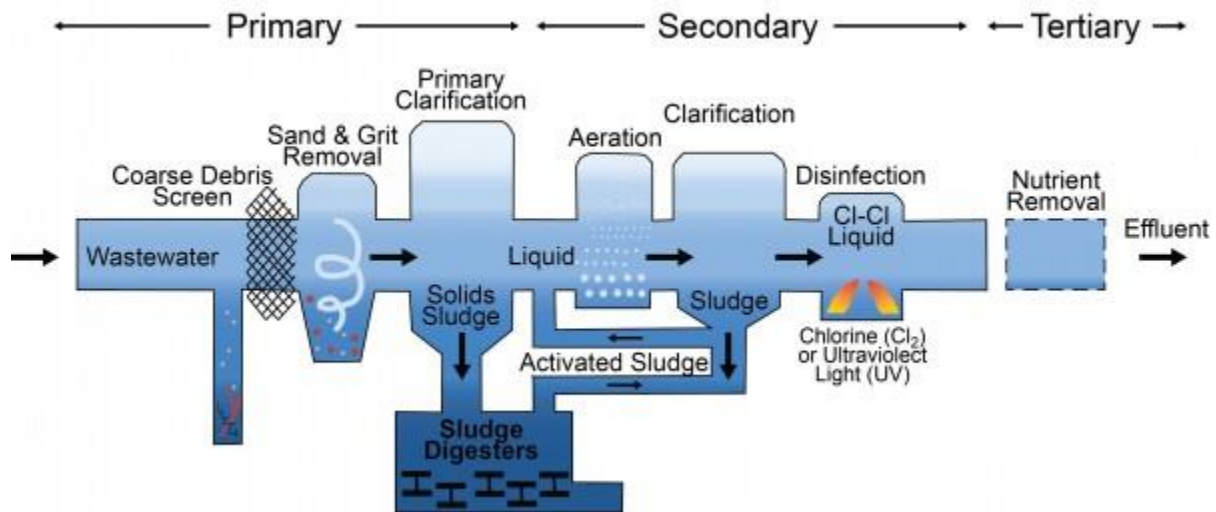 Primary
Secondary
Tertiary
Primary
Clarification
Sand & Grit
Removal
Coarse Debris
Screen
Aeration
Clarification
Disinfection
Nutrient
Removal
Wastewater
Liquid
Cl-Cl
Liquid
Effluent
Solids
Sludge
Sludge
Activated Sludge
Chlorine (Cl₂)
or Ultraviolect
Light (UV)
Sludge
Digesters